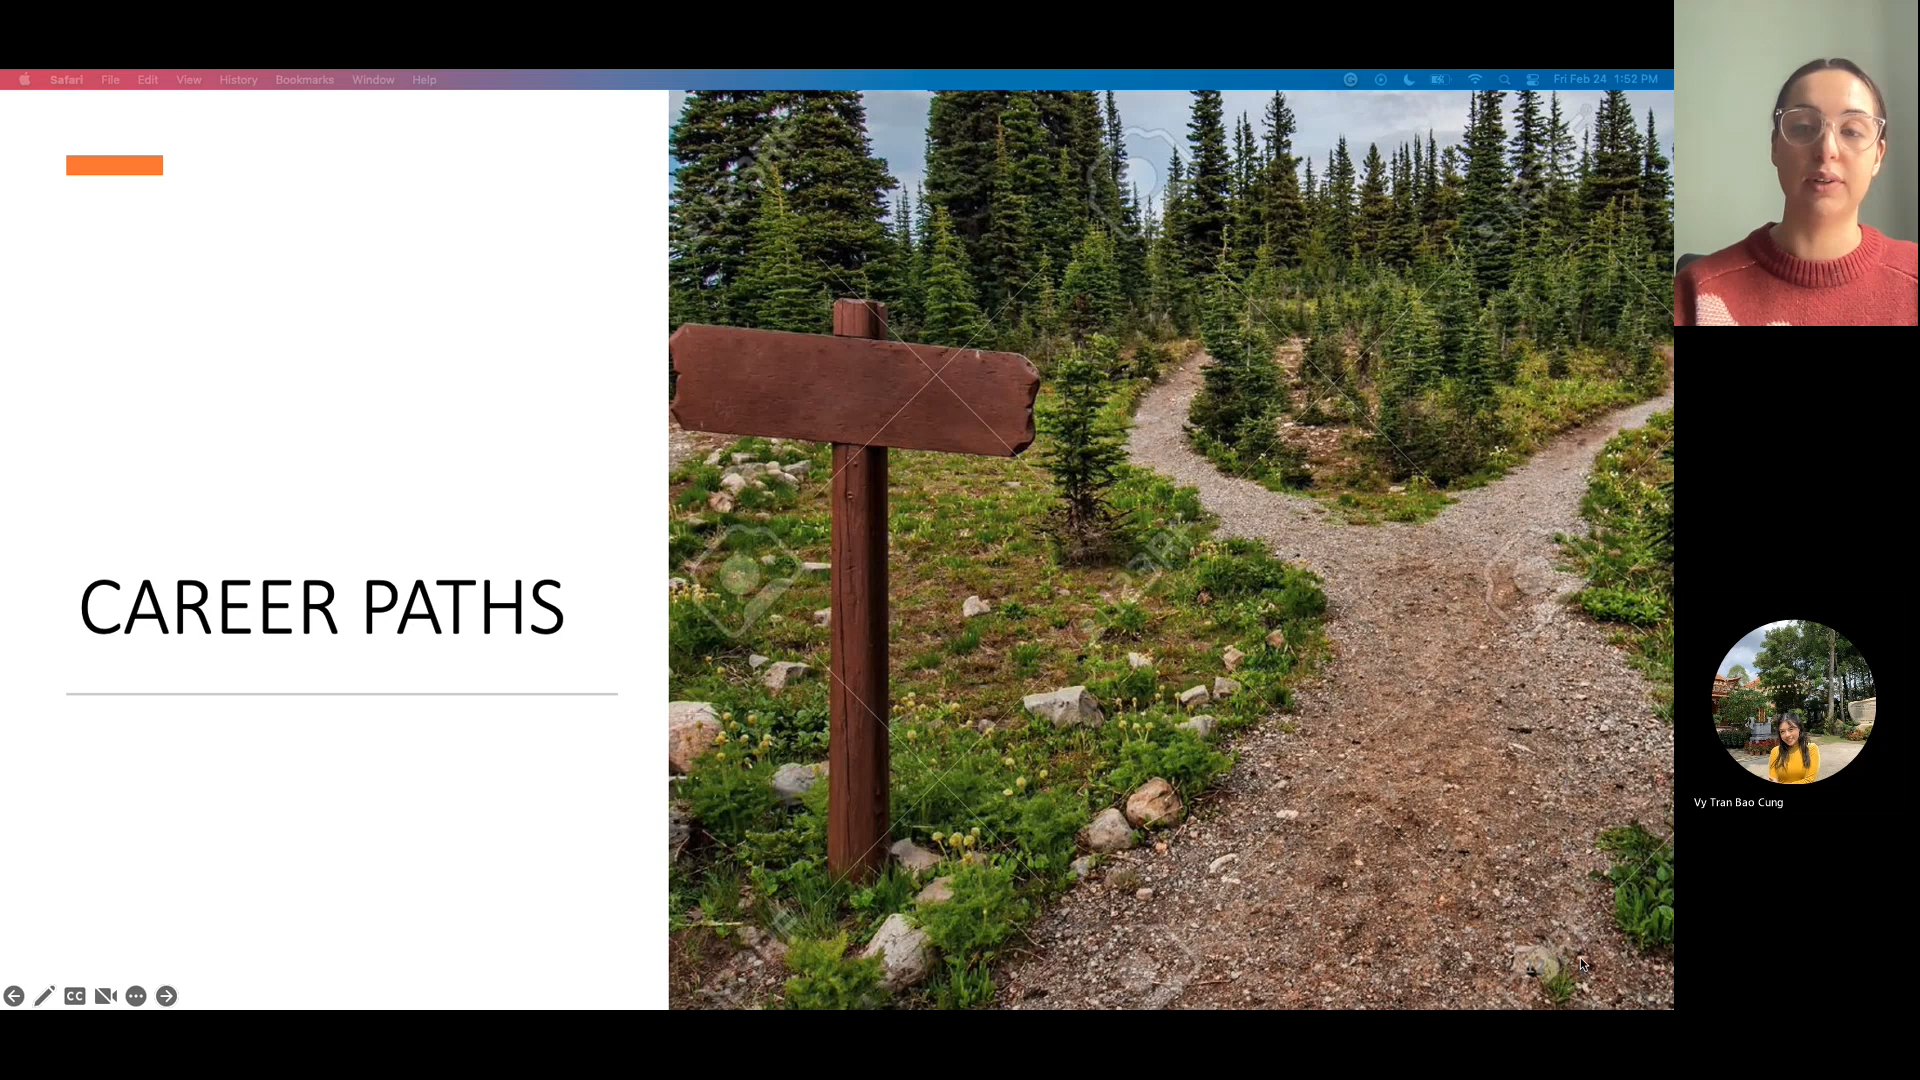 Safari File Edit View History Bookmarks Window Help
Fri Feb 24 1:52 PM
CAREER PATHS
CC
Vy Tran Bao Cung